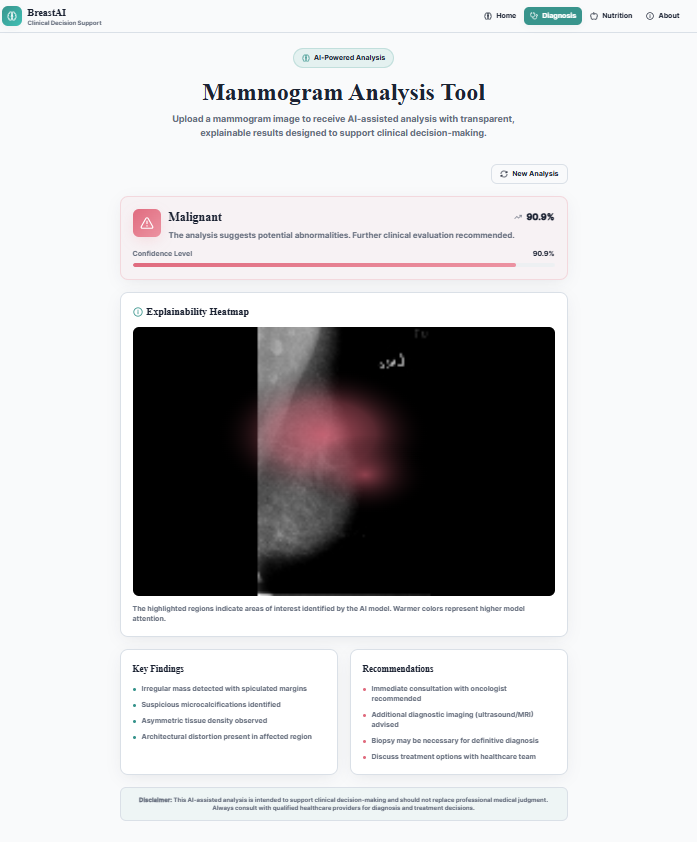 BreastAI
Clinical Decision Support
Home
Diagnosis
Nutrition
About
AI-Powered Analysis
Mammogram Analysis Tool
Upload a mammogram image to receive AI-assisted analysis with transparent,
explainable results designed to support clinical decision-making.
New Analysis
Malignant
90.9%
The analysis suggests potential abnormalities. Further clinical evaluation recommended.
Confidence Level
90.9%
Explainability Heatmap
The highlighted regions indicate areas of interest identified by the AI model. Warmer colors represent higher model
attention.
Key Findings
Irregular mass detected with spiculated margins
Suspicious microcalcifications identified
Asymmetric tissue density observed
Architectural distortion present in affected region
Recommendations
Immediate consultation with oncologist
recommended
Additional diagnostic imaging (ultrasound/MRI)
advised
Biopsy may be necessary for definitive diagnosis
Discuss treatment options with healthcare team
Disclaimer: This AI-assisted analysis is intended to support clinical decision-making and should not replace professional medical judgment.
Always consult with qualified healthcare providers for diagnosis and treatment decisions.